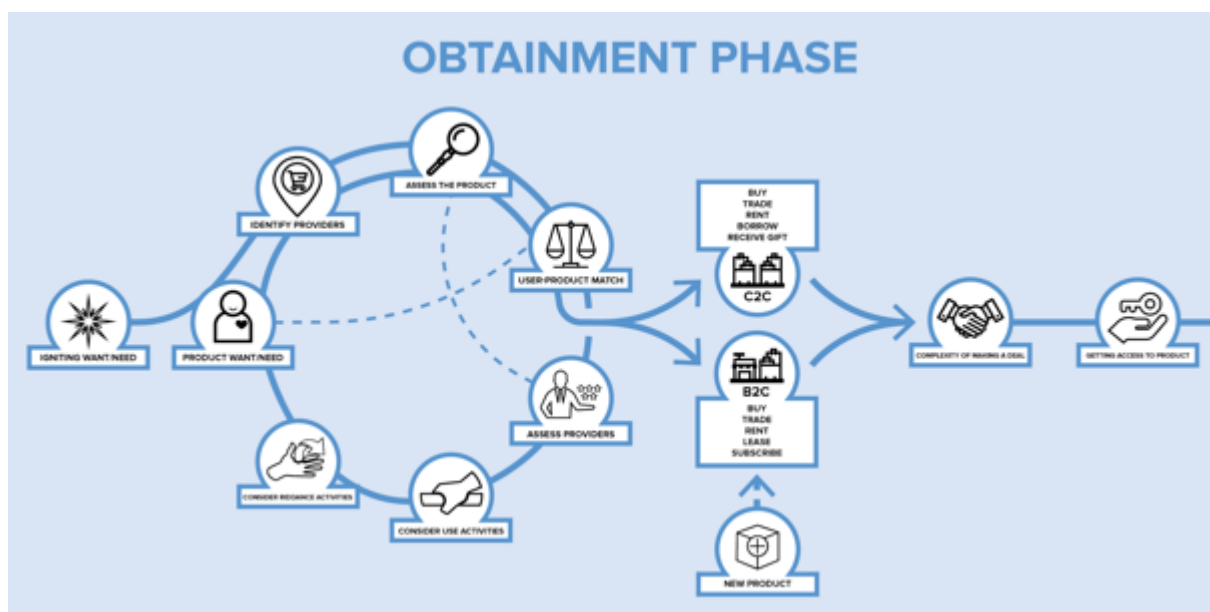 OBTAINMENT PHASE
ASSESS THE PRODUCT
IDENTIFY PROVIDERS
USER-PRODUCT MATCH
IGNITING WANT/NEED
PRODUCT WANT/NEED
ASSESS PROVIDERS
CONSIDER RIDDANCE ACTIVITIES
CONSIDER USE ACTIVITIES
BUY
TRADE
RENT
BORROW
RECEIVE GIFT
C2C
B2C
BUY
TRADE
RENT
LEASE
SUBSCRIBE
NEW PRODUCT
COMPLEXITY OF MAKING A DEAL
GETTING ACCESS TO PRODUCT